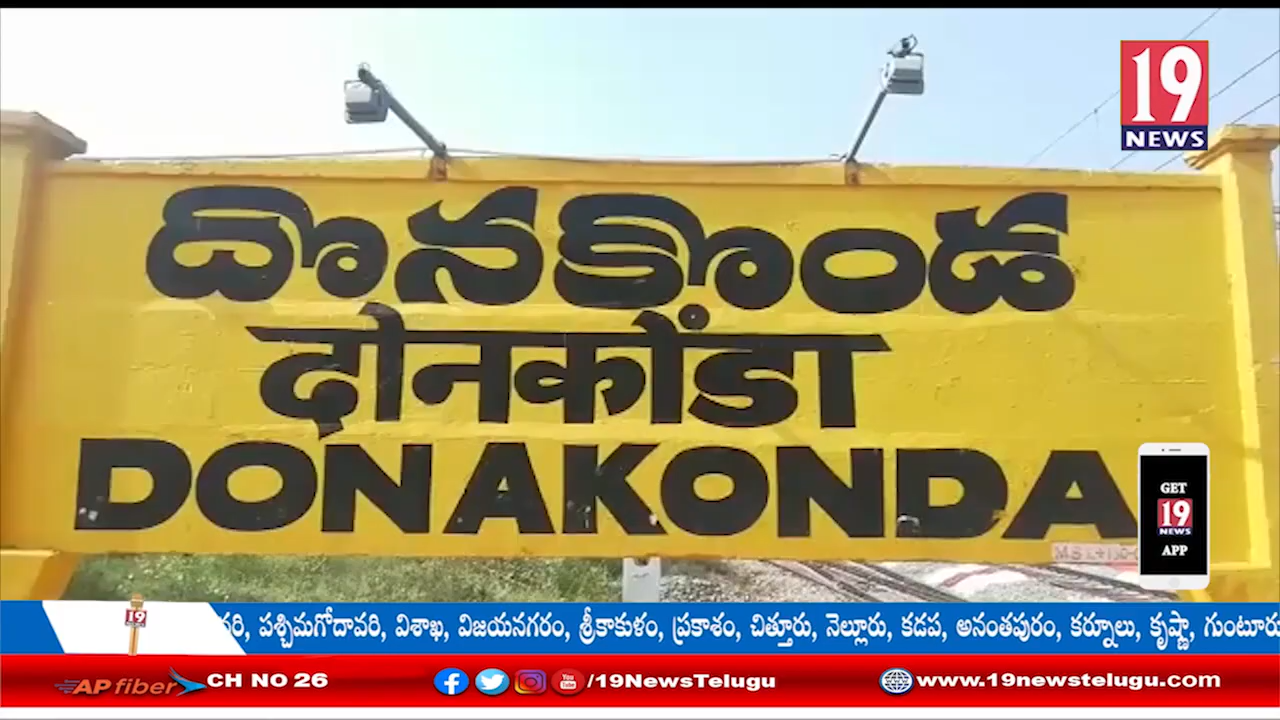 19
NEWS
దొనకొండ
दोनकोंडा
DONAKONDA
GET
19
NEWS
APP
19
పశ్చిమగోదావరి, విశాఖ, విజయనగరం, శ్రీకాకుళం, ప్రకాశం, చిత్తూరు, నెల్లూరు, కడప, అనంతపురం, కర్నూలు, కృష్ణా, గుంటూరు
AP fiber CH NO 26 /19NewsTelugu www.19newstelugu.com